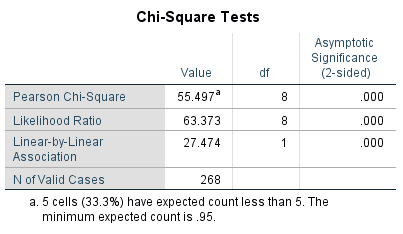 Chi-Square Tests
Asymptotic
Significance
Value df (2-sided)
Pearson Chi-Square 55.497a 8 .000
Likelihood Ratio 63.373 8 .000
Linear-by-Linear
Association 27.474 1 .000
N of Valid Cases 268
a. 5 cells (33.3%) have expected count less than 5. The
minimum expected count is .95.